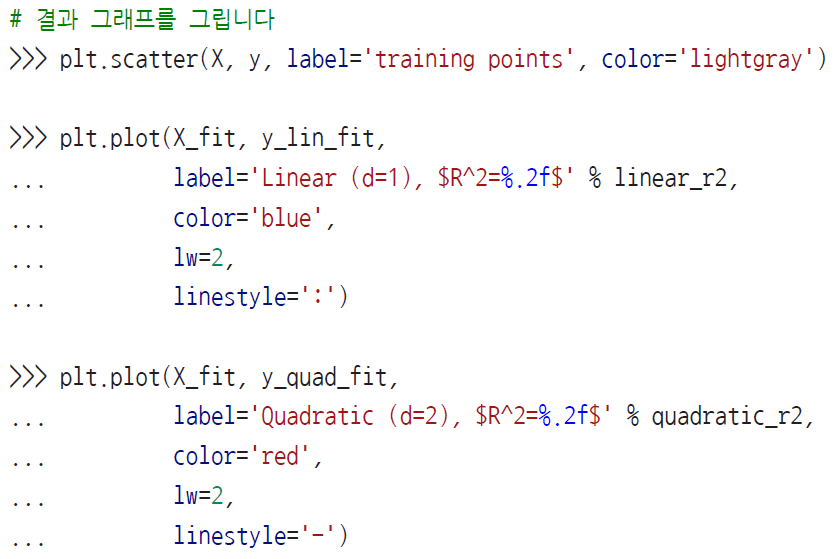 # 결과 그래프를 그립니다
>>> plt.scatter(X, y, label='training points', color='lightgray')
>>> plt.plot(X_fit, y_lin_fit,
...          label='Linear (d=1), $R^2=%.2f$' % linear_r2,
...          color='blue',
...          lw=2,
...          linestyle=':')
>>> plt.plot(X_fit, y_quad_fit,
...          label='Quadratic (d=2), $R^2=%.2f$' % quadratic_r2,
...          color='red',
...          lw=2,
...          linestyle='-')